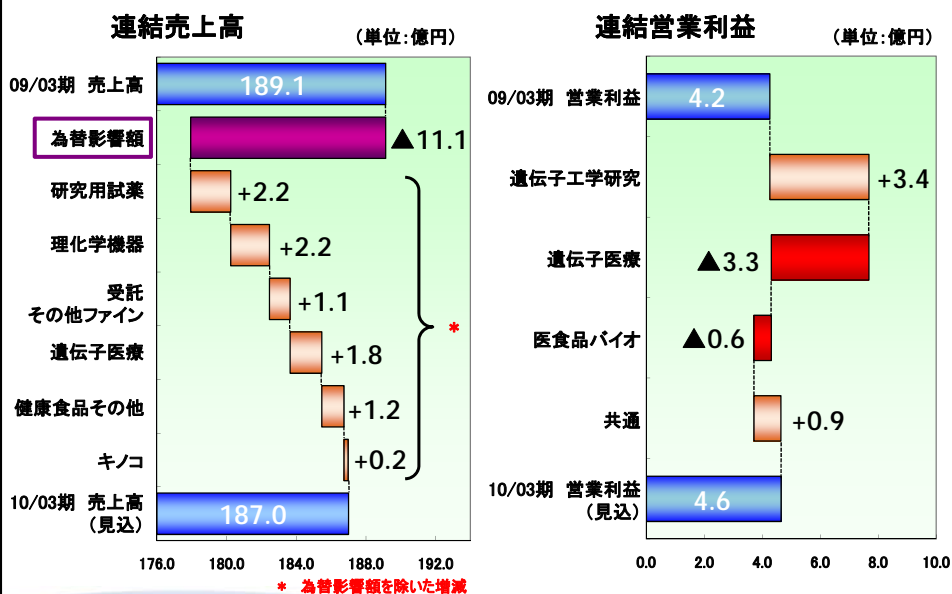 連結売上高
(単位:億円)
09/03期 売上高
189.1
為替影響額
▲11.1
研究用試薬
+2.2
理化学機器
+2.2
受託
その他ファイン
+1.1
*
遺伝子医療
+1.8
健康食品その他
+1.2
キノコ
+0.2
10/03期 売上高
(見込)
187.0
176.0 180.0 184.0 188.0 192.0
* 為替影響額を除いた増減
連結営業利益
(単位:億円)
09/03期 営業利益
4.2
遺伝子工学研究
+3.4
遺伝子医療
▲3.3
医食品バイオ
▲0.6
共通
+0.9
10/03期 営業利益
(見込)
4.6
0.0 2.0 4.0 6.0 8.0 10.0